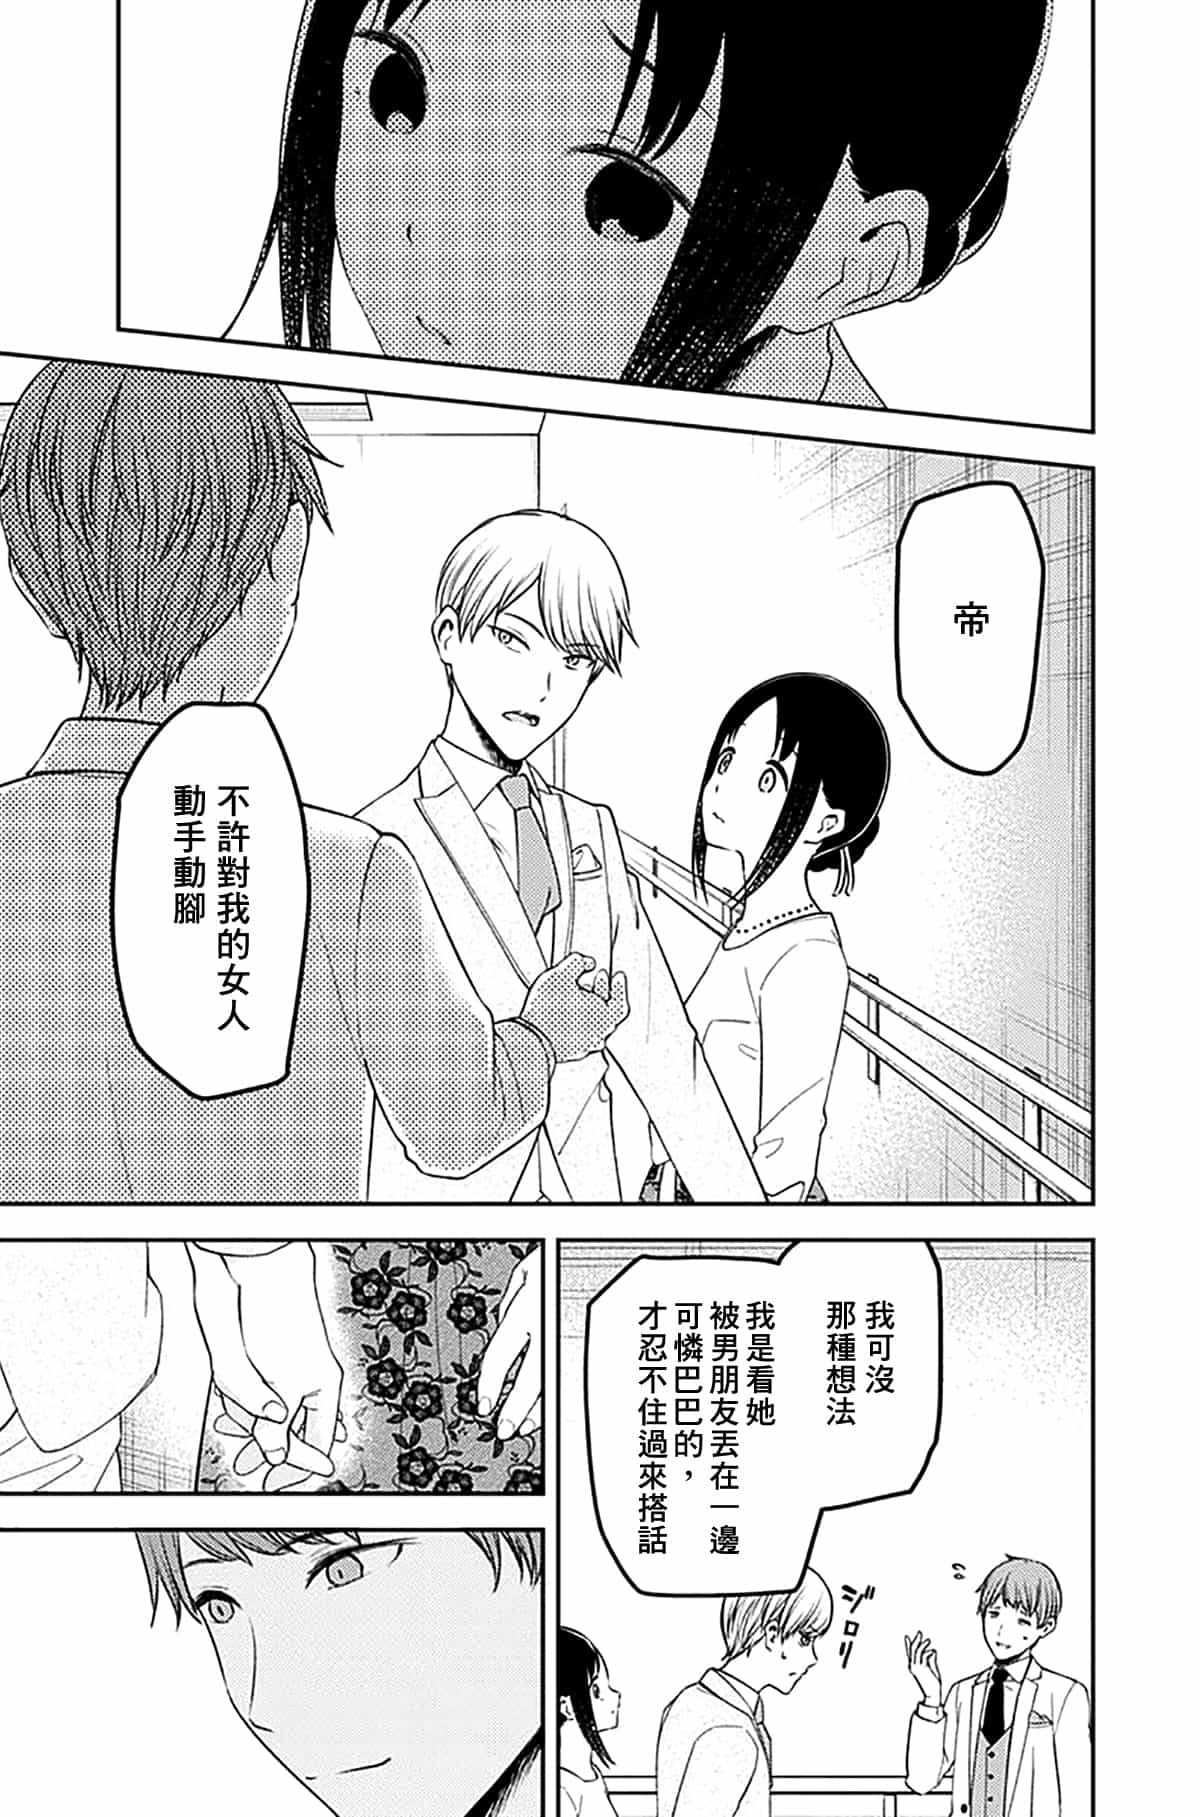 帝
不許對我的女人
動手動腳
我可沒
那種想法
我是看她
被男朋友丟在一邊
可憐巴巴的，
才忍不住過來搭話
ジロリ